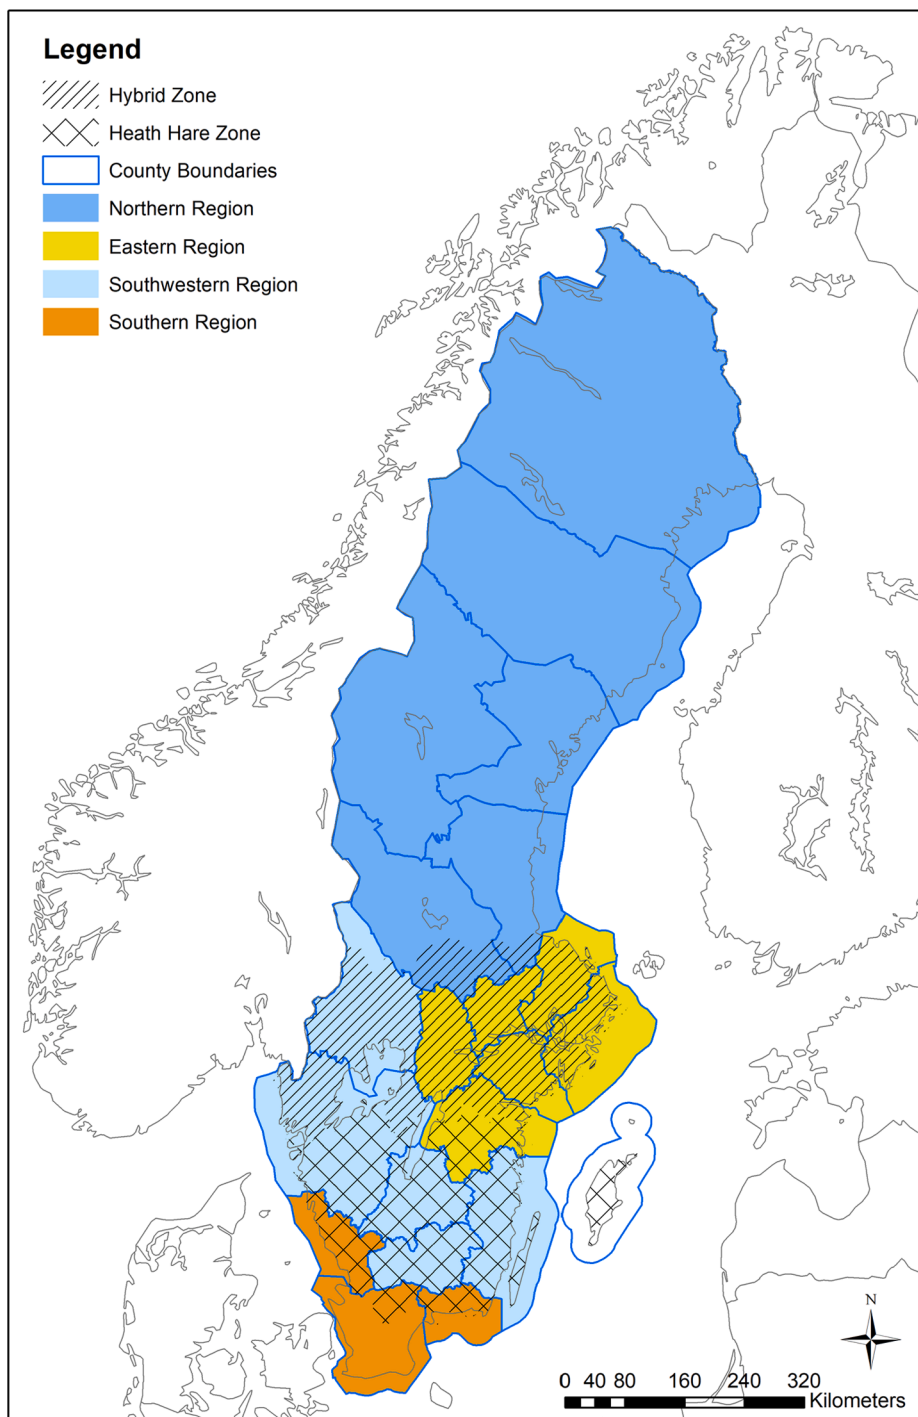 Legend
Hybrid Zone
Heath Hare Zone
County Boundaries
Northern Region
Eastern Region
Southwestern Region
Southern Region
N
0 40 80 160 240 320
Kilometers